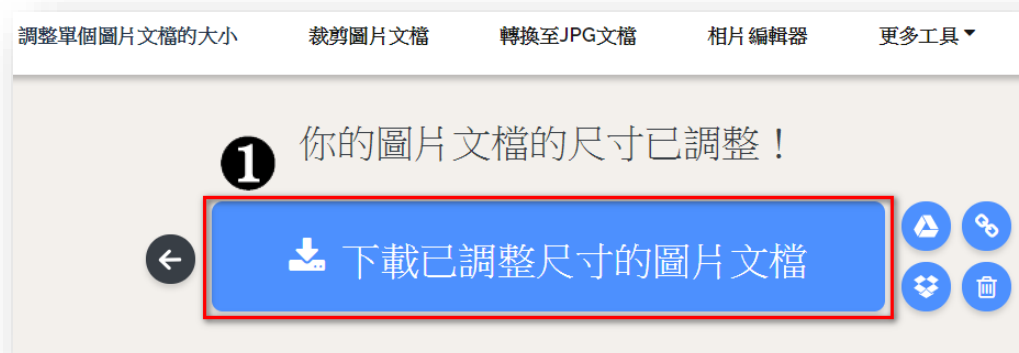 調整單個圖片文檔的大小 裁剪圖片文檔 轉換至JPG文檔 相片編輯器 更多工具
你的圖片文檔的尺寸已調整！
1
下載已調整尺寸的圖片文檔